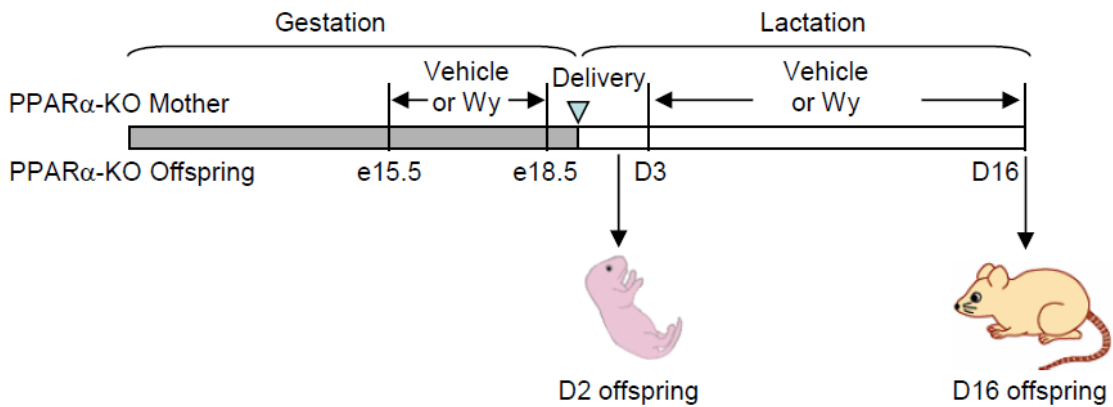 Gestation
Lactation
Vehicle
or Wy
Delivery
Vehicle
or Wy
PPARα-KO Mother
PPARα-KO Offspring
e15.5
e18.5
D3
D16
D2 offspring
D16 offspring